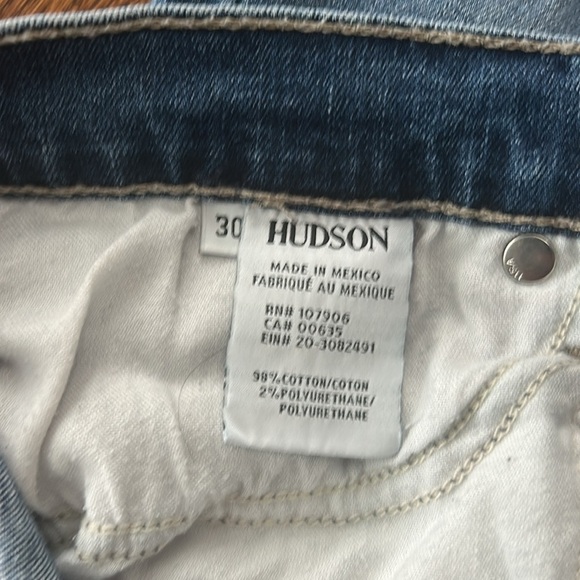 30
HUDSON
MADE IN MEXICO
FABRIQUÉ AU MEXIQUE
RN# 107906
CA# 00635
EIN# 20-3082491
98%COTTON/COTON
2%POLYURETHANE/
POLYURETHANE